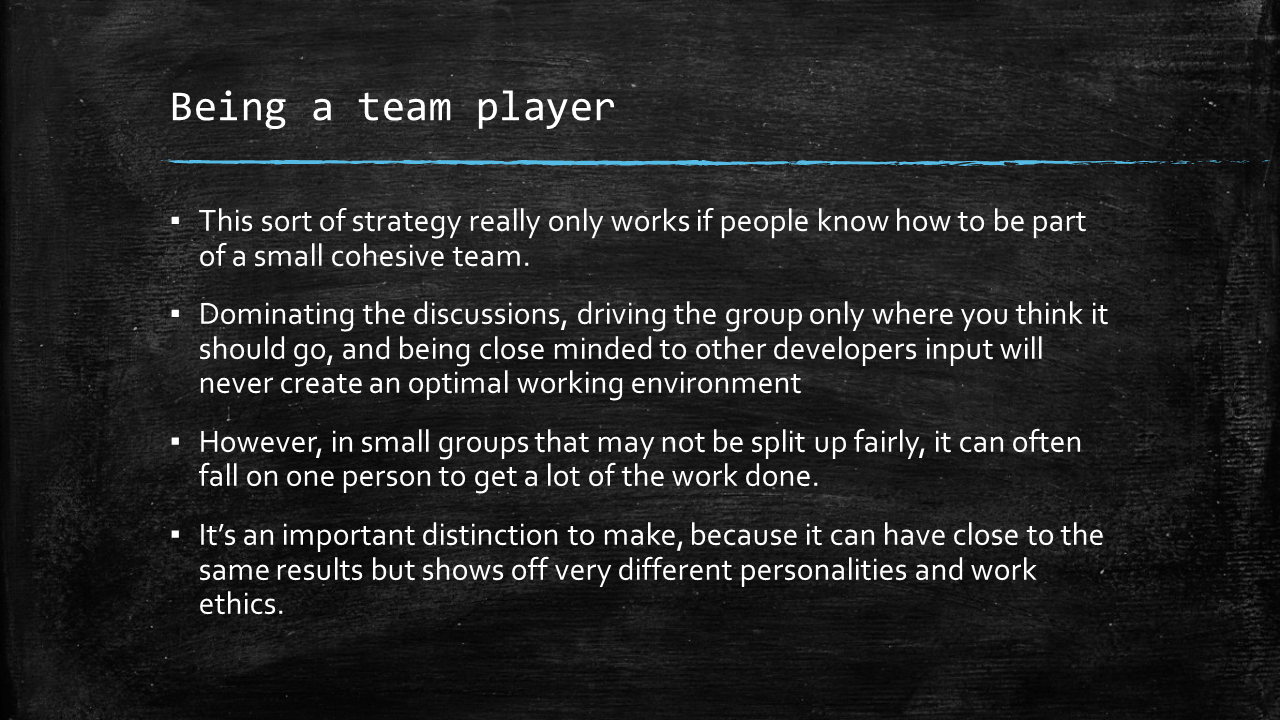 Being a team player
▪ This sort of strategy really only works if people know how to be part
of a small cohesive team.
▪ Dominating the discussions, driving the group only where you think it
should go, and being close minded to other developers input will
never create an optimal working environment
▪ However, in small groups that may not be split up fairly, it can often
fall on one person to get a lot of the work done.
▪ It’s an important distinction to make, because it can have close to the
same results but shows off very different personalities and work
ethics.